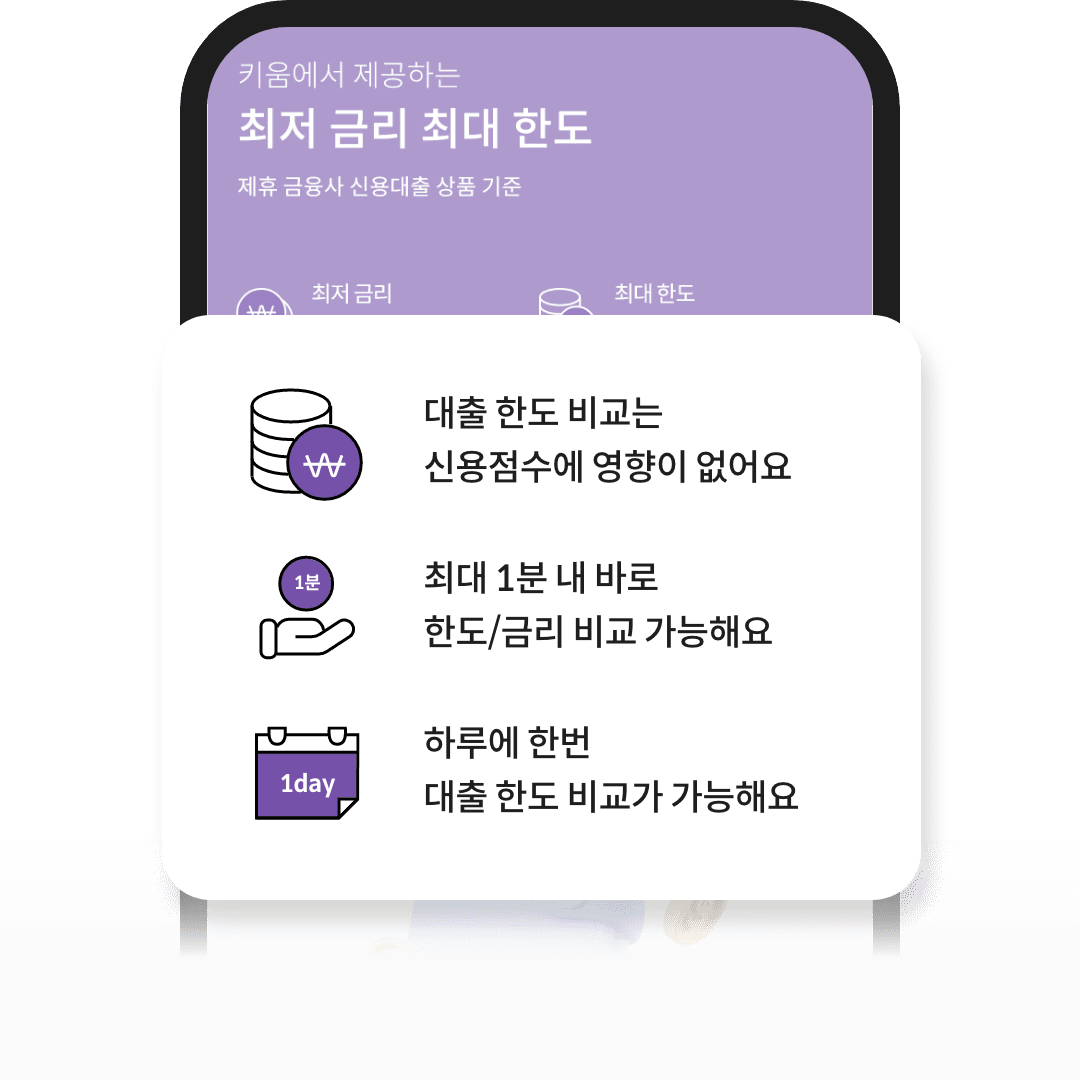 키움에서 제공하는
최저 금리 최대 한도
제휴 금융사 신용대출 상품 기준
최저 금리
최대 한도
대출 한도 비교는
신용점수에 영향이 없어요
1분
최대 1분 내 바로
한도/금리 비교 가능해요
1day
하루에 한번
대출 한도 비교가 가능해요